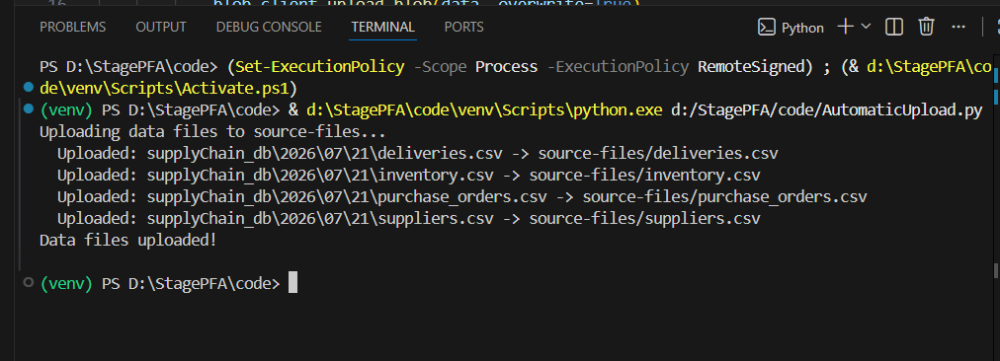 16 blob_client.upload_blob(data, overwrite=True)
PROBLEMS OUTPUT DEBUG CONSOLE TERMINAL PORTS Python
PS D:\StagePFA\code> (Set-ExecutionPolicy -Scope Process -ExecutionPolicy RemoteSigned) ; (& d:\StagePFA\co
de\venv\Scripts\Activate.ps1)
(venv) PS D:\StagePFA\code> & d:\StagePFA\code\venv\Scripts\python.exe d:/StagePFA/code/AutomaticUpload.py
Uploading data files to source-files...
  Uploaded: supplyChain_db\2026\07\21\deliveries.csv -> source-files/deliveries.csv
  Uploaded: supplyChain_db\2026\07\21\inventory.csv -> source-files/inventory.csv
  Uploaded: supplyChain_db\2026\07\21\purchase_orders.csv -> source-files/purchase_orders.csv
  Uploaded: supplyChain_db\2026\07\21\suppliers.csv -> source-files/suppliers.csv
Data files uploaded!
(venv) PS D:\StagePFA\code>